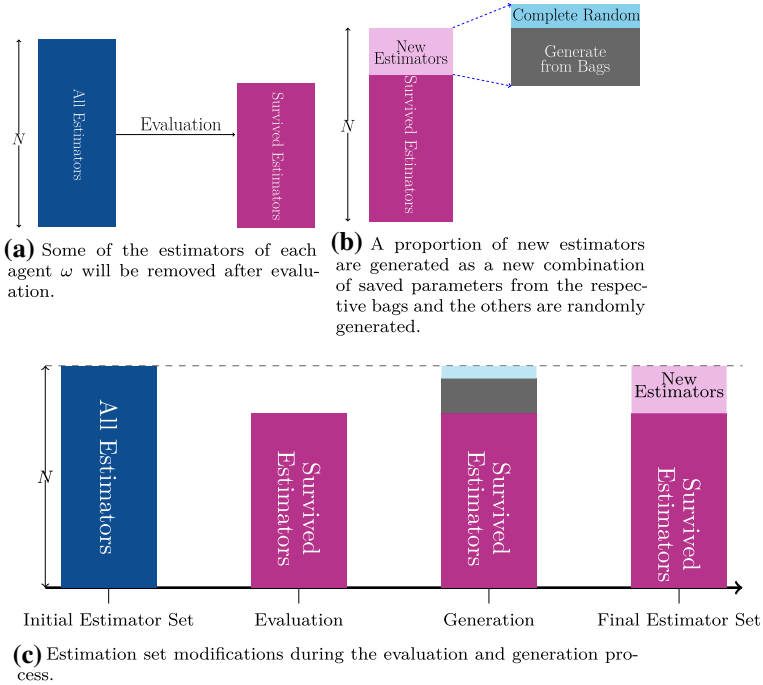 N
All Estimators
Evaluation
Survived Estimators
(a) Some of the estimators of each
agent ω will be removed after evalu-
ation.
N
New
Estimators
Survived Estimators
Complete Random
Generate
from Bags
(b) A proportion of new estimators
are generated as a new combination
of saved parameters from the respec-
tive bags and the others are randomly
generated.
N
All Estimators
Survived
Estimators
Survived
Estimators
New
Estimators
Survived
Estimators
Initial Estimator Set
Evaluation
Generation
Final Estimator Set
(c) Estimation set modifications during the evaluation and generation pro-
cess.